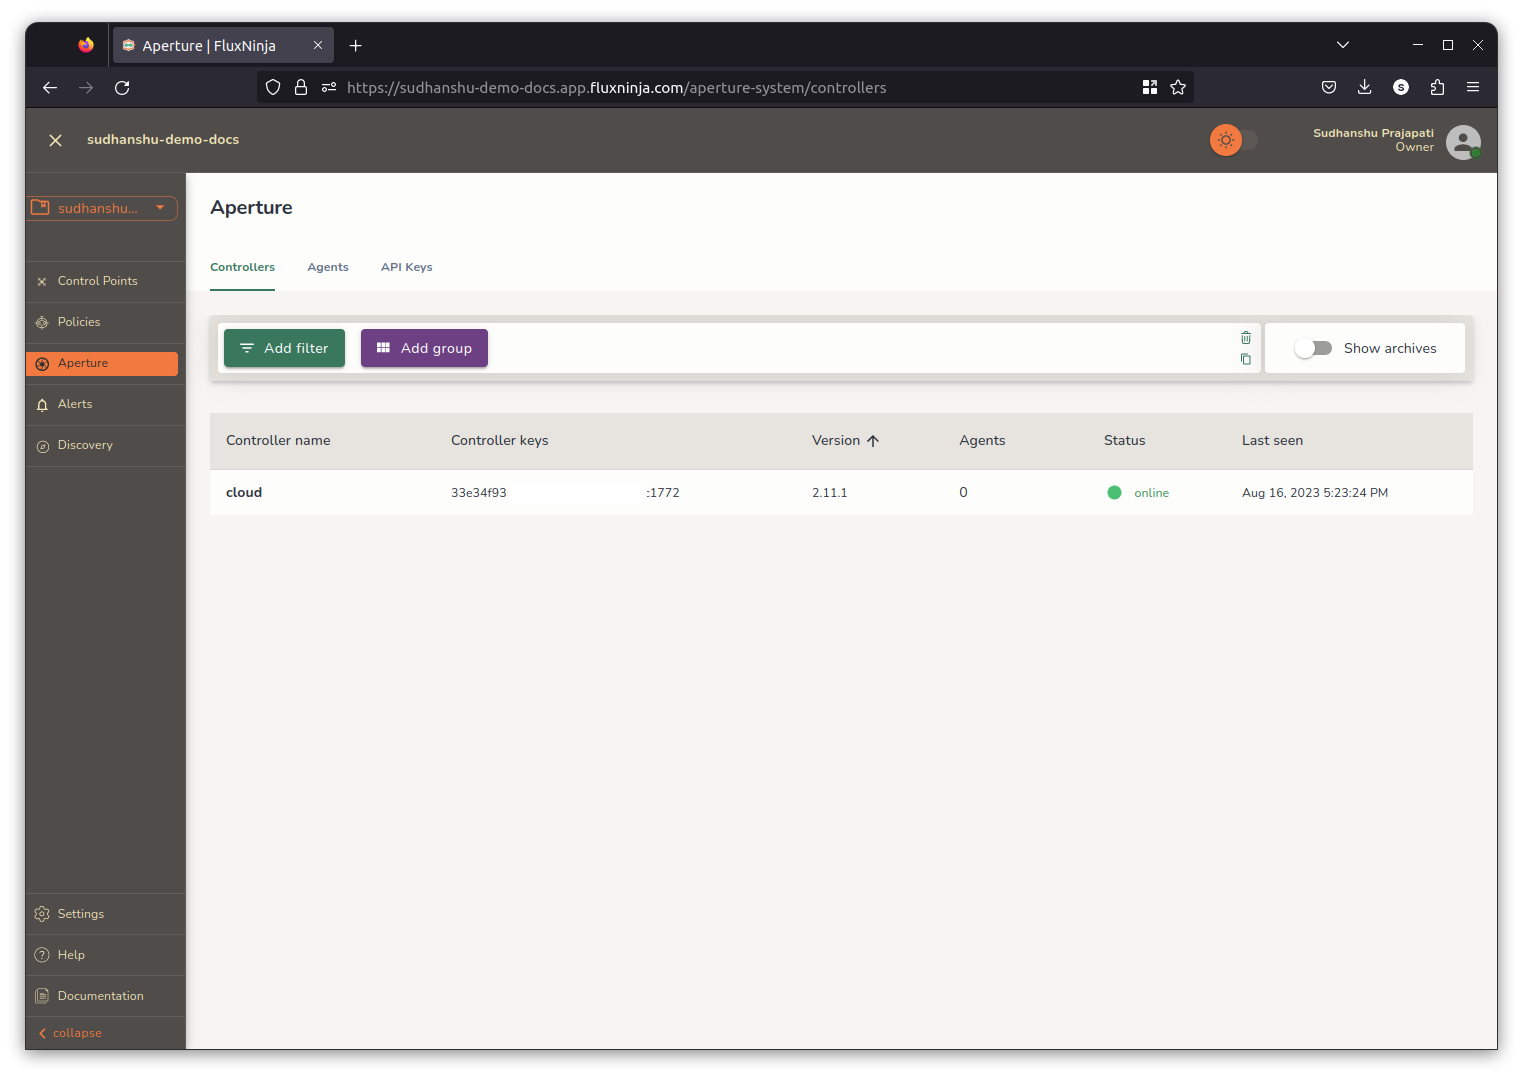 Aperture | FluxNinja
https://sudhanshu-demo-docs.app.fluxninja.com/aperture-system/controllers
S
sudhanshu-demo-docs
Sudhanshu Prajapati
Owner
sudhanshu...
Control Points
Policies
Aperture
Alerts
Discovery
Settings
Help
Documentation
collapse
Aperture
Controllers Agents API Keys
Add filter Add group Show archives
Controller name Controller keys Version Agents Status Last seen
cloud 33e34f93 :1772 2.11.1 0 online Aug 16, 2023 5:23:24 PM